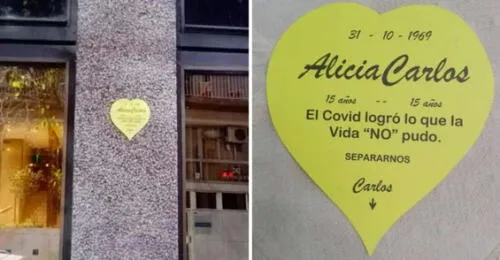 31 - 10 - 1969
Alicia Carlos
15 años -- 15 años
El Covid logró lo que la
Vida "NO" pudo.
SEPARARNOS
Carlos